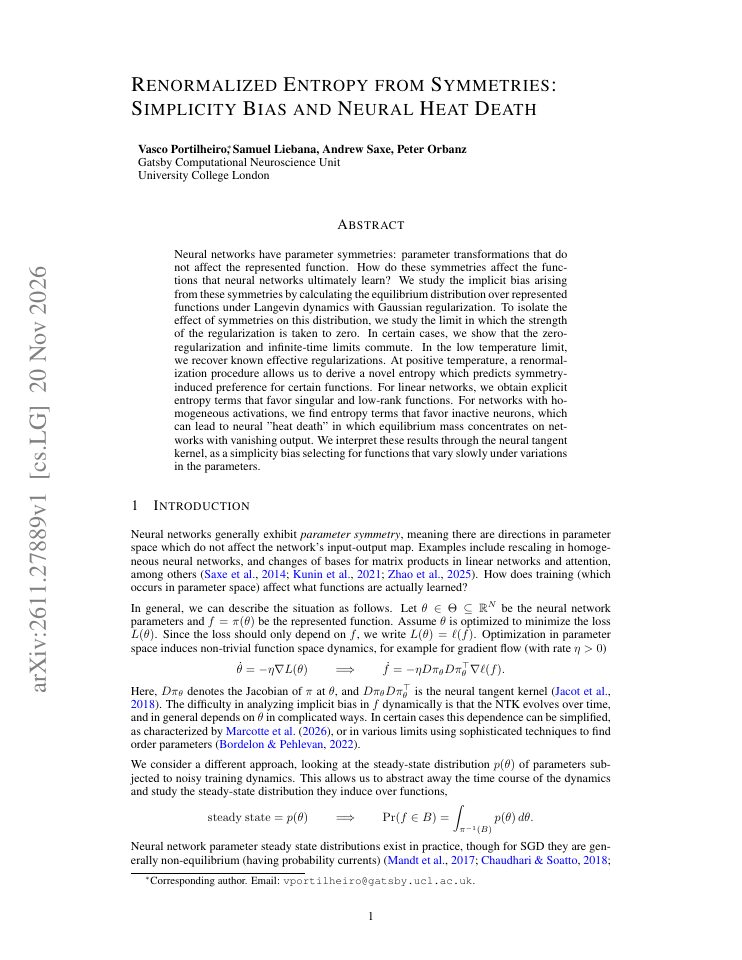 RENORMALIZED ENTROPY FROM SYMMETRIES:
SIMPLICITY BIAS AND NEURAL HEAT DEATH
Vasco Portilheiro*, Samuel Liebana, Andrew Saxe, Peter Orbanz
Gatsby Computational Neuroscience Unit
University College London
ABSTRACT
Neural networks have parameter symmetries: parameter transformations that do
not affect the represented function. How do these symmetries affect the func-
tions that neural networks ultimately learn? We study the implicit bias arising
from these symmetries by calculating the equilibrium distribution over represented
functions under Langevin dynamics with Gaussian regularization. To isolate the
effect of symmetries on this distribution, we study the limit in which the strength
of the regularization is taken to zero. In certain cases, we show that the zero-
regularization and infinite-time limits commute. In the low temperature limit,
we recover known effective regularizations. At positive temperature, a renormal-
ization procedure allows us to derive a novel entropy which predicts symmetry-
induced preference for certain functions. For linear networks, we obtain explicit
entropy terms that favor singular and low-rank functions. For networks with ho-
mogeneous activations, we find entropy terms that favor inactive neurons, which
can lead to neural ”heat death” in which equilibrium mass concentrates on net-
works with vanishing output. We interpret these results through the neural tangent
kernel, as a simplicity bias selecting for functions that vary slowly under variations
in the parameters.
1 INTRODUCTION
Neural networks generally exhibit parameter symmetry, meaning there are directions in parameter
space which do not affect the network's input-output map. Examples include rescaling in homoge-
neous neural networks, and changes of bases for matrix products in linear networks and attention,
among others (Saxe et al., 2014; Kunin et al., 2021; Zhao et al., 2025). How does training (which
occurs in parameter space) affect what functions are actually learned?
In general, we can describe the situation as follows. Let θ ∈ Θ ⊆ ℝᴺ be the neural network
parameters and f = π(θ) be the represented function. Assume θ is optimized to minimize the loss
L(θ). Since the loss should only depend on f, we write L(θ) = ℓ(f). Optimization in parameter
space induces non-trivial function space dynamics, for example for gradient flow (with rate η > 0)
θ̇ = −η∇L(θ) ⟹ ḟ = −ηDπ_θDπ_θ^⊤∇ℓ(f).
Here, Dπ_θ denotes the Jacobian of π at θ, and Dπ_θDπ_θ^⊤ is the neural tangent kernel (Jacot et al.,
2018). The difficulty in analyzing implicit bias in f dynamically is that the NTK evolves over time,
and in general depends on θ in complicated ways. In certain cases this dependence can be simplified,
as characterized by Marcotte et al. (2026), or in various limits using sophisticated techniques to find
order parameters (Bordelon & Pehlevan, 2022).
We consider a different approach, looking at the steady-state distribution p(θ) of parameters sub-
jected to noisy training dynamics. This allows us to abstract away the time course of the dynamics
and study the steady-state distribution they induce over functions,
steady state = p(θ) ⟹ Pr(f ∈ B) = ∫_{π⁻¹(B)} p(θ) dθ.
Neural network parameter steady state distributions exist in practice, though for SGD they are gen-
erally non-equilibrium (having probability currents) (Mandt et al., 2017; Chaudhari & Soatto, 2018;
*Corresponding author. Email: vportilheiro@gatsby.ucl.ac.uk.
1
arXiv:2611.27889v1 [cs.LG] 20 Nov 2026